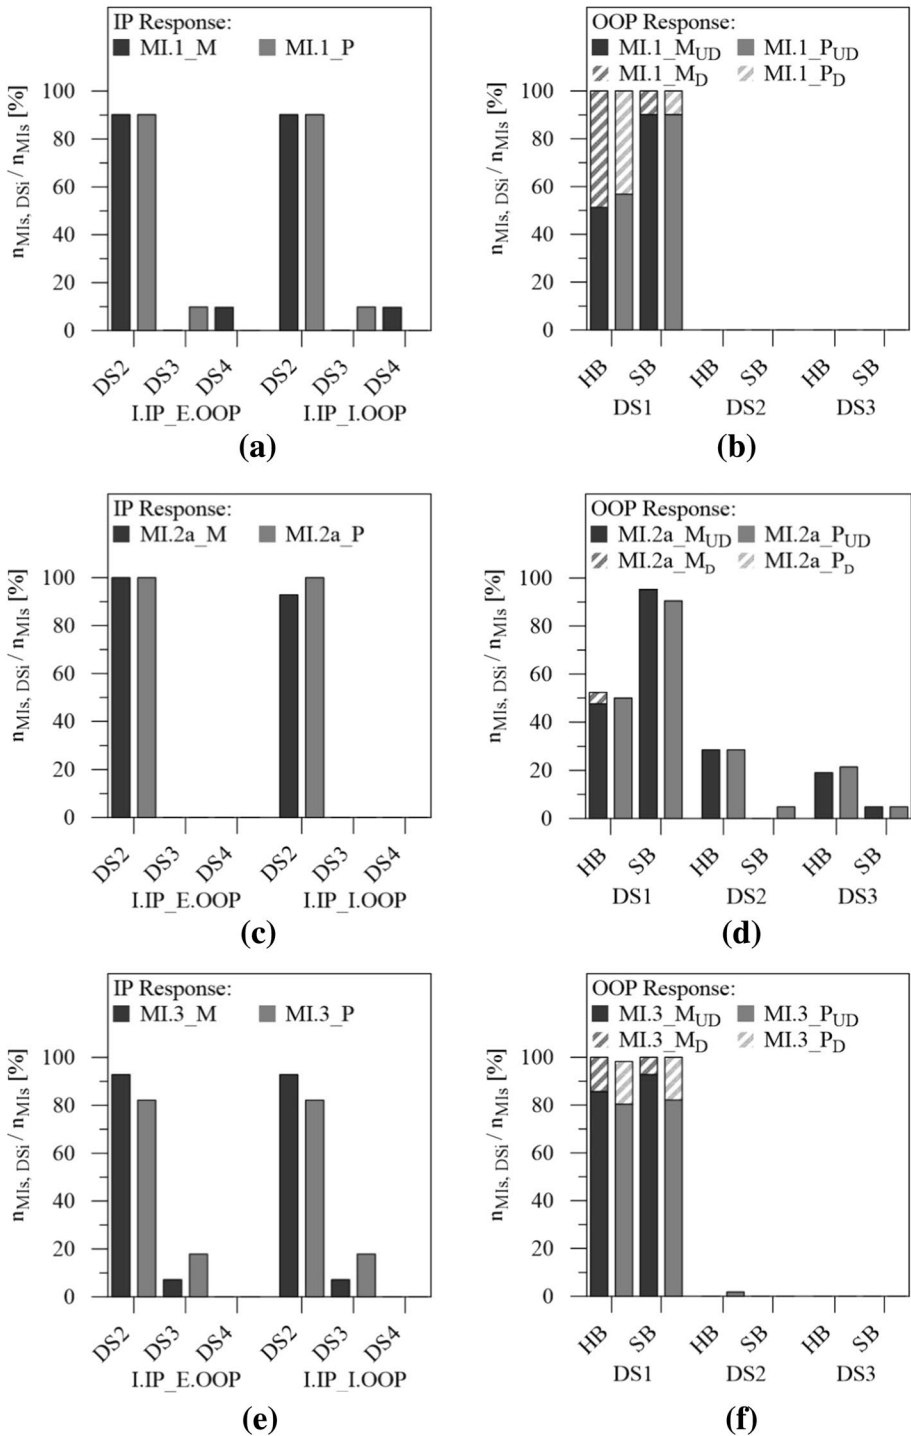 IP Response:
MI.1_M MI.1_P
n_MIs, DSi / n_MIs [%]
100
80
60
40
20
0
DS2 DS3 DS4 DS2 DS3 DS4
I.IP_E.OOP I.IP_I.OOP
(a)
OOP Response:
MI.1_M_UD MI.1_P_UD
MI.1_M_D MI.1_P_D
n_MIs, DSi / n_MIs [%]
100
80
60
40
20
0
HB SB HB SB HB SB
DS1 DS2 DS3
(b)
IP Response:
MI.2a_M MI.2a_P
n_MIs, DSi / n_MIs [%]
100
80
60
40
20
0
DS2 DS3 DS4 DS2 DS3 DS4
I.IP_E.OOP I.IP_I.OOP
(c)
OOP Response:
MI.2a_M_UD MI.2a_P_UD
MI.2a_M_D MI.2a_P_D
n_MIs, DSi / n_MIs [%]
100
80
60
40
20
0
HB SB HB SB HB SB
DS1 DS2 DS3
(d)
IP Response:
MI.3_M MI.3_P
n_MIs, DSi / n_MIs [%]
100
80
60
40
20
0
DS2 DS3 DS4 DS2 DS3 DS4
I.IP_E.OOP I.IP_I.OOP
(e)
OOP Response:
MI.3_M_UD MI.3_P_UD
MI.3_M_D MI.3_P_D
n_MIs, DSi / n_MIs [%]
100
80
60
40
20
0
HB SB HB SB HB SB
DS1 DS2 DS3
(f)